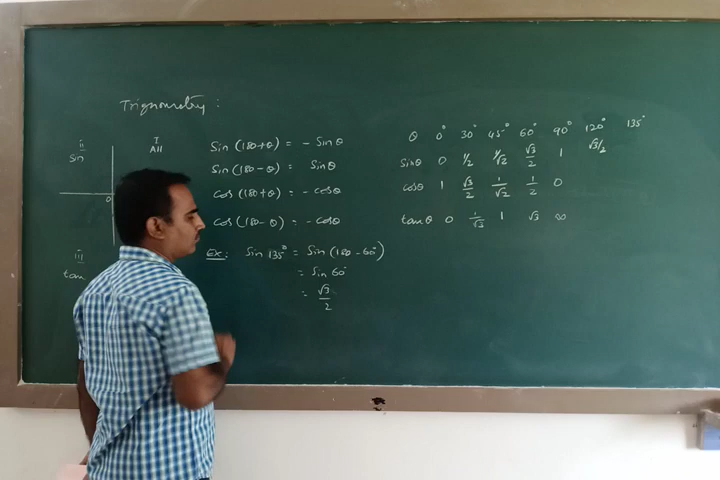 Trignometry :
ii
sin
I
All
0
iii
tan
Sin (180+θ) = - Sinθ
Sin (180-θ) = Sinθ
cos (180+θ) = - cosθ
cos (180-θ) = - cosθ
Ex: Sin 135° = Sin (180-60°)
= Sin 60°
= √3/2
θ 0° 30° 45° 60° 90° 120° 135°
Sinθ 0 1/2 1/√2 √3/2 1 √3/2
cosθ 1 √3/2 1/√2 1/2 0
tanθ 0 1/√3 1 √3 ∞